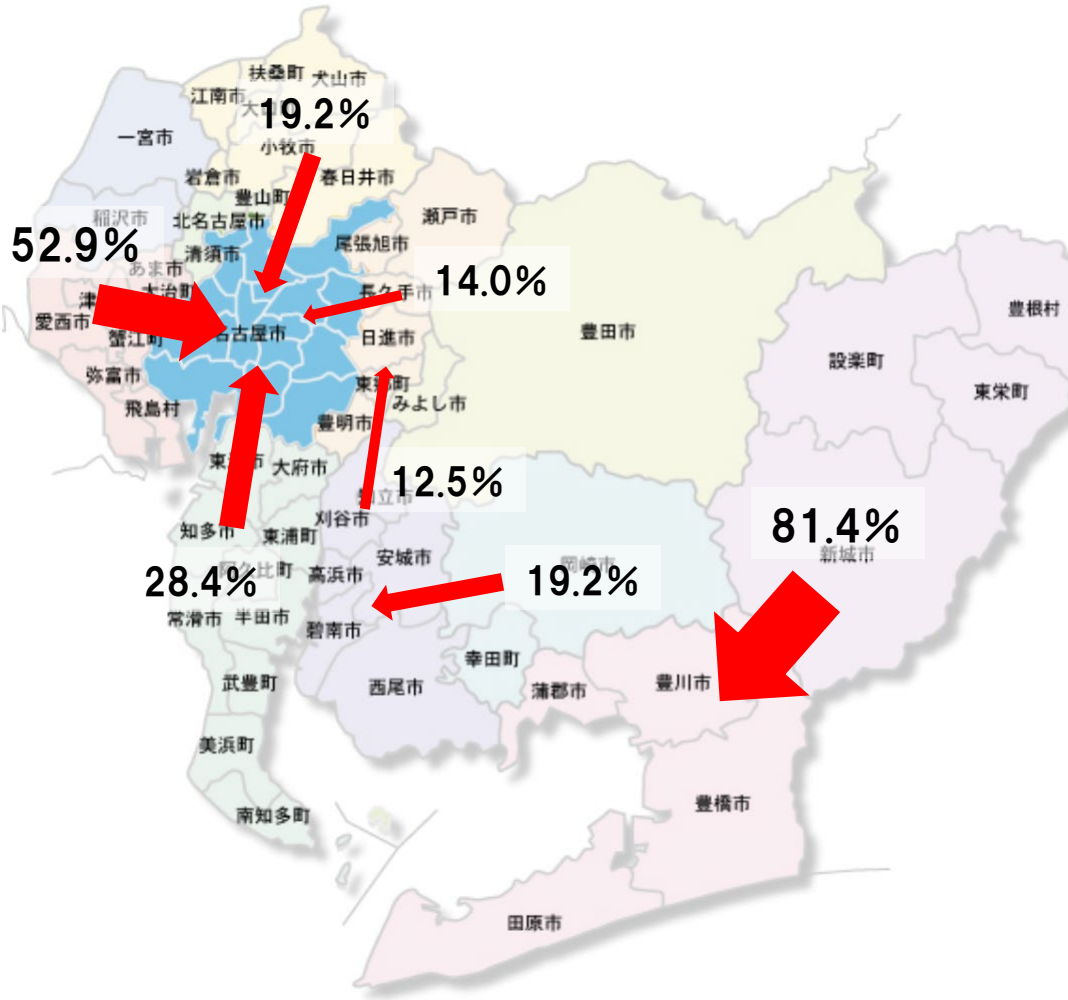 扶桑町
犬山市
江南市
19.2%
一宮市
小牧市
岩倉市
春日井市
豊山町
稲沢市
北名古屋市
瀬戸市
52.9%
清須市
尾張旭市
あま市
14.0%
大治町
長久手市
津
豊根村
愛西市
名古屋市
豊田市
蟹江町
日進市
設楽町
弥富市
東郷町
東栄町
飛島村
みよし市
豊明市
大府市
12.5%
刈谷市
81.4%
知多市
東浦町
新城市
安城市
岡崎市
阿久比町
28.4%
高浜市
19.2%
常滑市
半田市
碧南市
幸田町
武豊町
西尾市
蒲郡市
豊川市
美浜町
豊橋市
南知多町
田原市